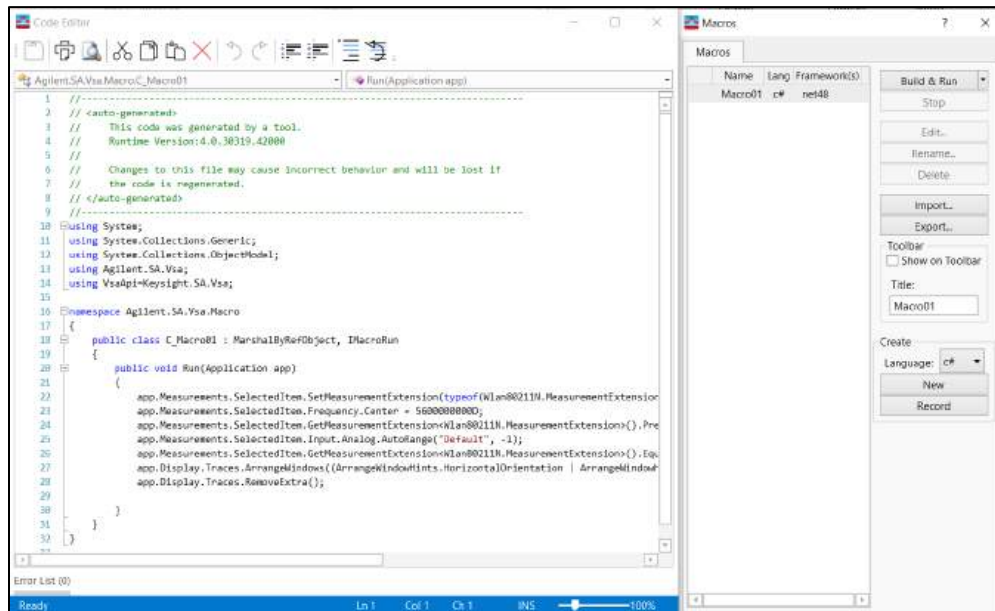 Code Editor
Agilent.SA.Vsa.Macro.C_Macro01
Run(Application app)
1 //------------------------------------------------------------------------------
2 // <auto-generated>
3 //     This code was generated by a tool.
4 //     Runtime Version:4.0.30319.42000
5 //
6 //     Changes to this file may cause incorrect behavior and will be lost if
7 //     the code is regenerated.
8 // </auto-generated>
9 //------------------------------------------------------------------------------
10 using System;
11 using System.Collections.Generic;
12 using System.Collections.ObjectModel;
13 using Agilent.SA.Vsa;
14 using VsaApi=Keysight.SA.Vsa;
15
16 namespace Agilent.SA.Vsa.Macro
17 {
18 public class C_Macro01 : MarshalByRefObject, IMacroRun
19 {
20 public void Run(Application app)
21 {
22 app.Measurements.SelectedItem.SetMeasurementExtension(typeof(Wlan80211N.MeasurementExtension
23 app.Measurements.SelectedItem.Frequency.Center =
24 app.Measurements.SelectedItem.GetMeasurementExtension<Wlan80211N.MeasurementExtension>().Pre
25 app.Measurements.SelectedItem.Input.Analog.AutoRange("Default", -1);
26 app.Measurements.SelectedItem.GetMeasurementExtension<Wlan80211N.MeasurementExtension>().Equ
27 app.Display.Traces.ArrangeWindows((ArrangeWindowHints.HorizontalOrientation | ArrangeWindowH
28 app.Display.Traces.RemoveExtra();
29
30 }
31 }
32 }
Error List (0)
Ready Ln 1 Col 1 Ch 1 INS 100%
Macros
Macros
Name Lang Framework(s)
Macro01 c# net48
Build & Run
Stop
Edit...
Rename...
Delete
Import...
Export...
Toolbar
Show on Toolbar
Title:
Macro01
Create
Language: c#
New
Record